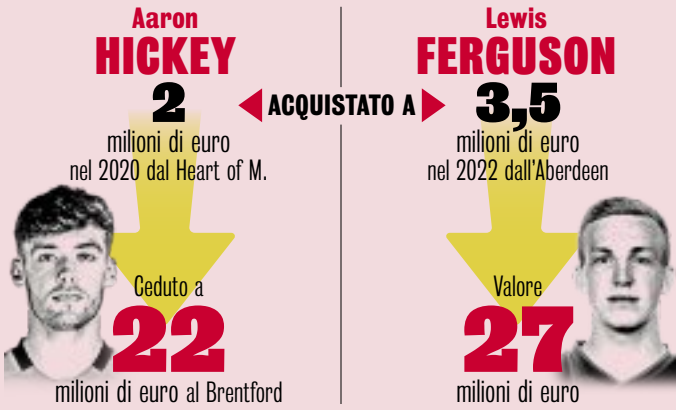 Aaron
HICKEY
2
milioni di euro
nel 2020 dal Heart of M.
Ceduto a
22
milioni di euro al Brentford
ACQUISTATO A
Lewis
FERGUSON
3,5
milioni di euro
nel 2022 dall'Aberdeen
Valore
27
milioni di euro